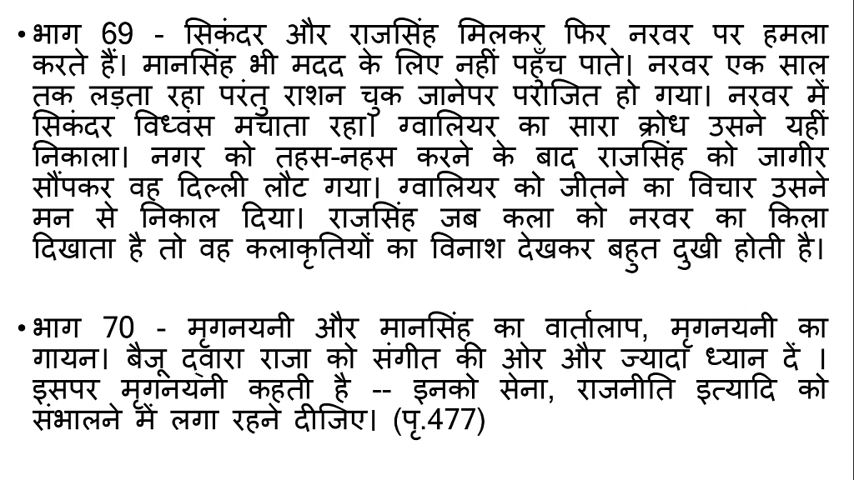 • भाग 69 - सिकंदर और राजसिंह मिलकर फिर नरवर पर हमला
करते हैं। मानसिंह भी मदद के लिए नहीं पहुँच पाते। नरवर एक साल
तक लड़ता रहा परंतु राशन चुक जानेपर पराजित हो गया। नरवर में
सिकंदर विध्वंस मचाता रहा। ग्वालियर का सारा क्रोध उसने यहीं
निकाला। नगर को तहस-नहस करने के बाद राजसिंह को जागीर
सौंपकर वह दिल्ली लौट गया। ग्वालियर को जीतने का विचार उसने
मन से निकाल दिया। राजसिंह जब कला को नरवर का किला
दिखाता है तो वह कलाकृतियों का विनाश देखकर बहुत दुखी होती है।
• भाग 70 - मृगनयनी और मानसिंह का वार्तालाप, मृगनयनी का
गायन। बैजू द्वारा राजा को संगीत की ओर और ज्यादा ध्यान दें ।
इसपर मृगनयनी कहती है -- इनको सेना, राजनीति इत्यादि को
संभालने में लगा रहने दीजिए। (पृ.477)